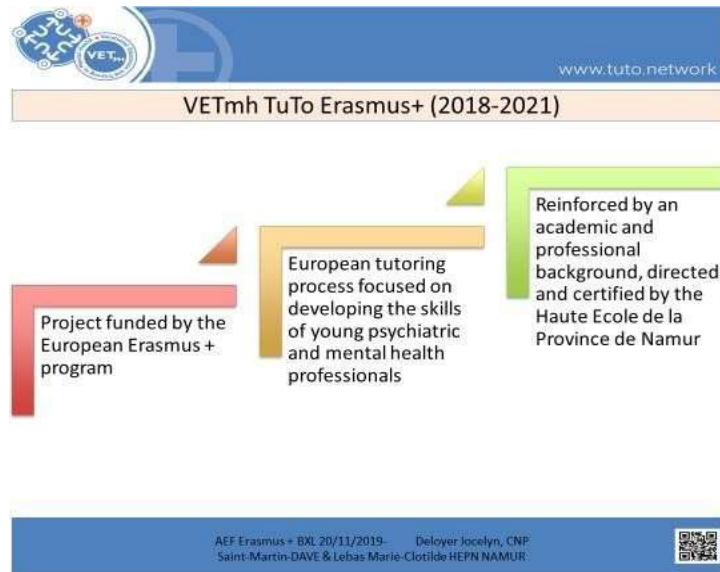 VET
www.tuto.network
VETmh TuTo Erasmus+ (2018-2021)
Project funded by the
European Erasmus +
program
European tutoring
process focused on
developing the skills
of young psychiatric
and mental health
professionals
Reinforced by an
academic and
professional
background, directed
and certified by the
Haute Ecole de la
Province de Namur
AEF Erasmus + BXL 20/11/2019- Deloyer Jocelyn, CNP
Saint-Martin-DAVE & Lebas Marie-Clotilde HEPN NAMUR